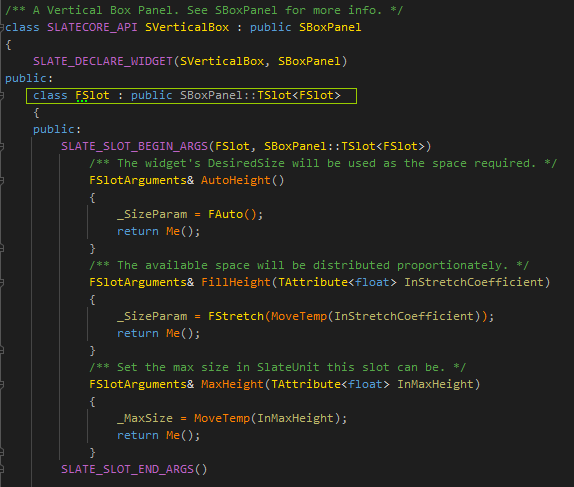 /** A Vertical Box Panel. See SBoxPanel for more info. */
class SLATECORE_API SVerticalBox : public SBoxPanel
{
    SLATE_DECLARE_WIDGET(SVerticalBox, SBoxPanel)
public:
    class FSlot : public SBoxPanel::TSlot<FSlot>
    {
    public:
        SLATE_SLOT_BEGIN_ARGS(FSlot, SBoxPanel::TSlot<FSlot>)
            /** The widget's DesiredSize will be used as the space required. */
            FSlotArguments& AutoHeight()
            {
                _SizeParam = FAuto();
                return Me();
            }
            /** The available space will be distributed proportionately. */
            FSlotArguments& FillHeight(TAttribute<float> InStretchCoefficient)
            {
                _SizeParam = FStretch(MoveTemp(InStretchCoefficient));
                return Me();
            }
            /** Set the max size in SlateUnit this slot can be. */
            FSlotArguments& MaxHeight(TAttribute<float> InMaxHeight)
            {
                _MaxSize = MoveTemp(InMaxHeight);
                return Me();
            }
        SLATE_SLOT_END_ARGS()